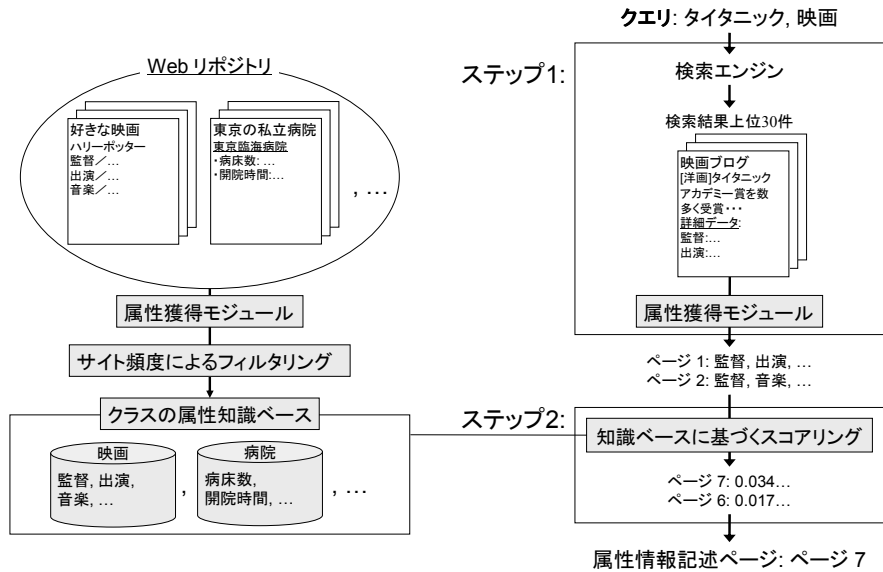 Web リポジトリ
好きな映画
ハリーポッター
監督／…
出演／…
音楽／…
東京の私立病院
東京臨海病院
・病床数: …
・開院時間:…
, …
属性獲得モジュール
サイト頻度によるフィルタリング
クラスの属性知識ベース
映画
監督, 出演,
音楽, …
,
病院
病床数,
開院時間, …
, …
クエリ: タイタニック, 映画
ステップ1:
検索エンジン
検索結果上位30件
映画ブログ
[洋画]タイタニック
アカデミー賞を数
多く受賞・・・
詳細データ:
監督:…
出演:…
属性獲得モジュール
ページ 1: 監督, 出演, …
ページ 2: 監督, 音楽, …
ステップ2:
知識ベースに基づくスコアリング
ページ 7: 0.034…
ページ 6: 0.017…
属性情報記述ページ: ページ 7